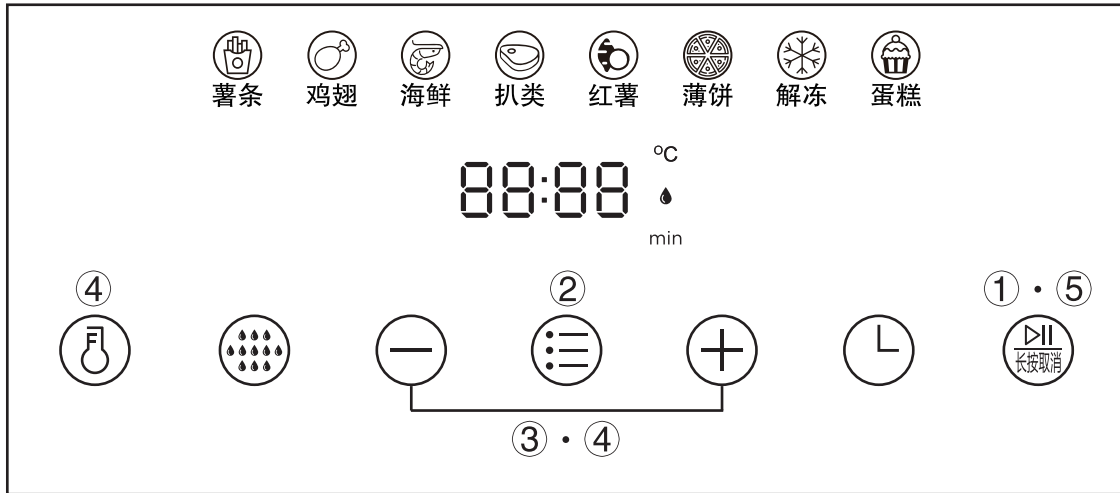 薯条 鸡翅 海鲜 扒类 红薯 薄饼 解冻 蛋糕
℃
88:88
min
④ ② ① · ⑤
长按取消
③ · ④